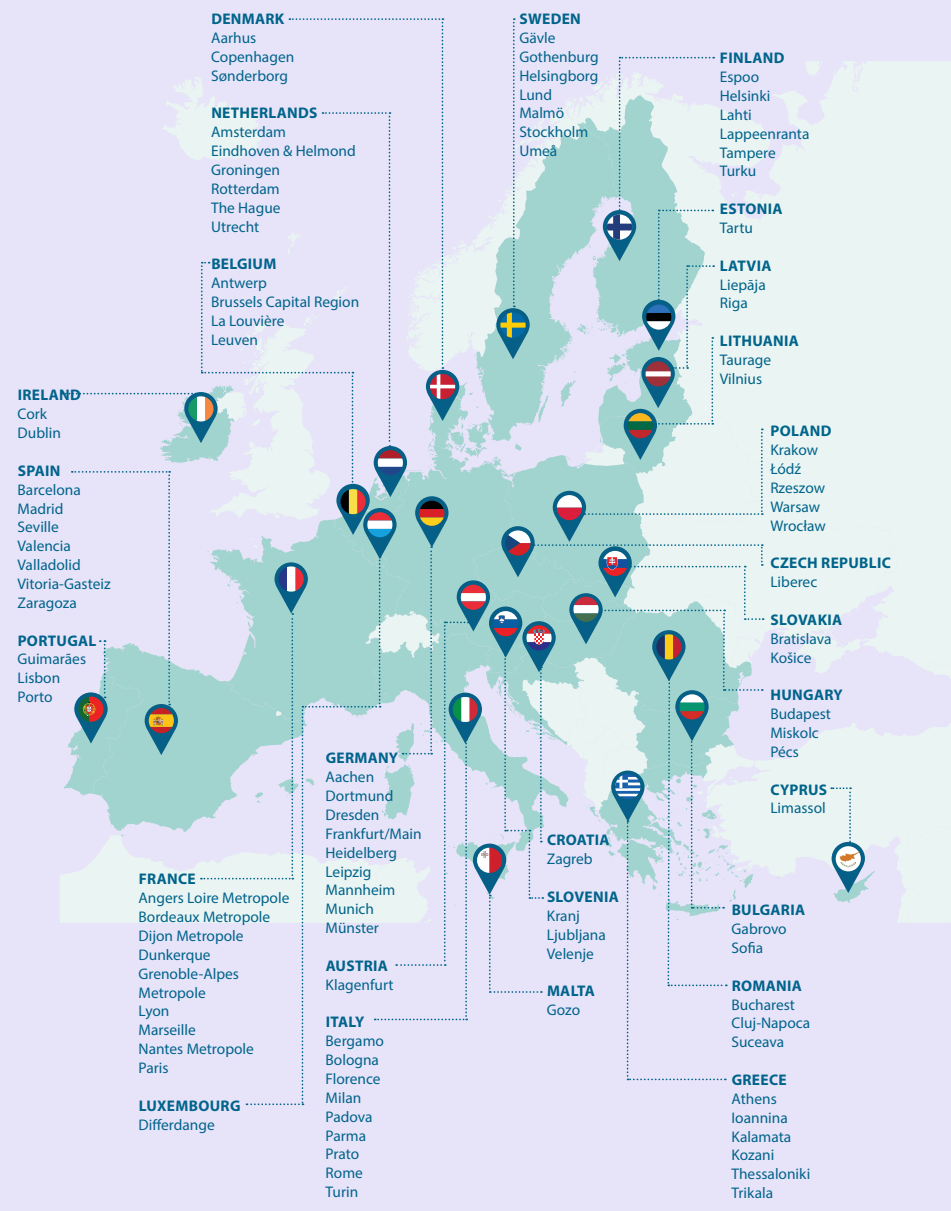 DENMARK
Aarhus
Copenhagen
Sønderborg
NETHERLANDS
Amsterdam
Eindhoven & Helmond
Groningen
Rotterdam
The Hague
Utrecht
BELGIUM
Antwerp
Brussels Capital Region
La Louvière
Leuven
IRELAND
Cork
Dublin
SPAIN
Barcelona
Madrid
Seville
Valencia
Valladolid
Vitoria-Gasteiz
Zaragoza
PORTUGAL
Guimarães
Lisbon
Porto
SWEDEN
Gävle
Gothenburg
Helsingborg
Lund
Malmö
Stockholm
Umeå
FINLAND
Espoo
Helsinki
Lahti
Lappeenranta
Tampere
Turku
ESTONIA
Tartu
LATVIA
Liepāja
Riga
LITHUANIA
Taurage
Vilnius
POLAND
Krakow
Łódź
Rzeszow
Warsaw
Wrocław
CZECH REPUBLIC
Liberec
SLOVAKIA
Bratislava
Košice
HUNGARY
Budapest
Miskolc
Pécs
CYPRUS
Limassol
FRANCE
Angers Loire Metropole
Bordeaux Metropole
Dijon Metropole
Dunkerque
Grenoble-Alpes
Metropole
Lyon
Marseille
Nantes Metropole
Paris
LUXEMBOURG
Differdange
GERMANY
Aachen
Dortmund
Dresden
Frankfurt/Main
Heidelberg
Leipzig
Mannheim
Munich
Münster
AUSTRIA
Klagenfurt
ITALY
Bergamo
Bologna
Florence
Milan
Padova
Parma
Prato
Rome
Turin
CROATIA
Zagreb
SLOVENIA
Kranj
Ljubljana
Velenje
MALTA
Gozo
BULGARIA
Gabrovo
Sofia
ROMANIA
Bucharest
Cluj-Napoca
Suceava
GREECE
Athens
Ioannina
Kalamata
Kozani
Thessaloniki
Trikala